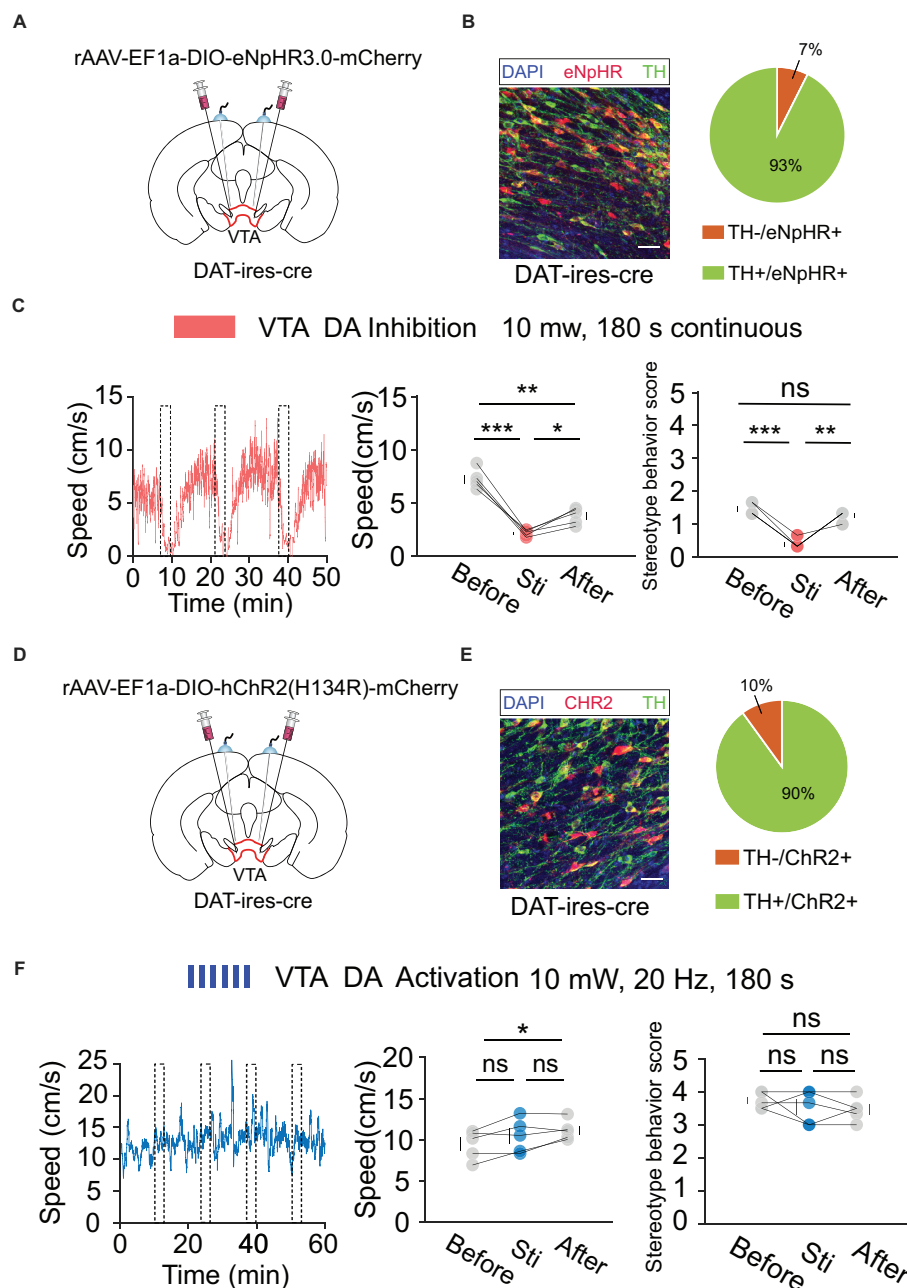 A
rAAV-EF1a-DIO-eNpHR3.0-mCherry
VTA
DAT-ires-cre
B
DAPI eNpHR TH
DAT-ires-cre
7%
93%
TH-/eNpHR+
TH+/eNpHR+
C
VTA DA Inhibition 10 mw, 180 s continuous
Speed (cm/s)
15
10
5
0
0 10 20 30 40 50
Time (min)
Speed(cm/s)
15
10
5
0
**
*** *
Before Sti After
Stereotype behavior score
5
4
3
2
1
0
ns
*** **
Before Sti After
D
rAAV-EF1a-DIO-hChR2(H134R)-mCherry
VTA
DAT-ires-cre
E
DAPI CHR2 TH
DAT-ires-cre
10%
90%
TH-/ChR2+
TH+/ChR2+
F
VTA DA Activation 10 mW, 20 Hz, 180 s
Speed (cm/s)
25
20
15
10
5
0
0 20 40 60
Time (min)
Speed(cm/s)
20
15
10
5
0
*
ns ns
Before Sti After
Stereotype behavior score
5
4
3
2
1
0
ns
ns ns
Before Sti After